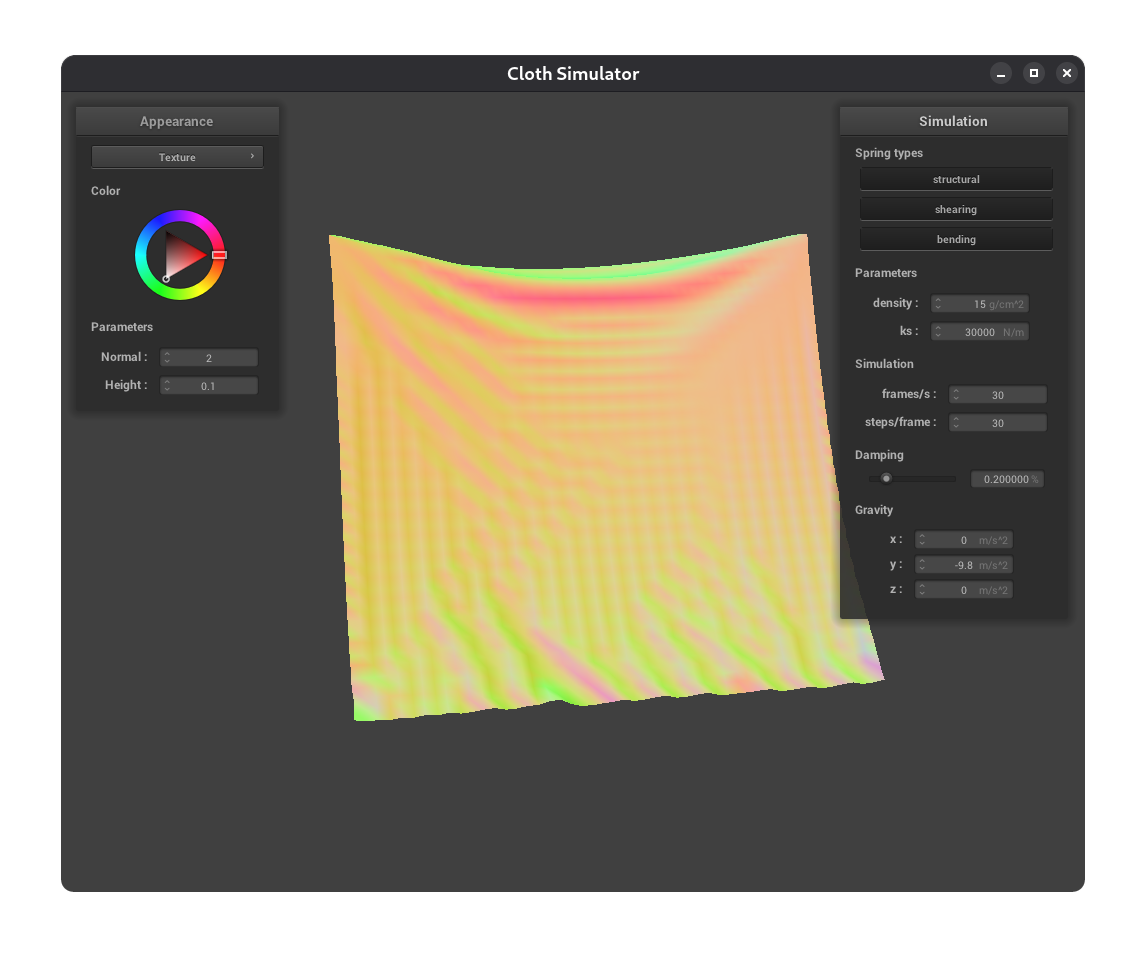 Cloth Simulator
Appearance
Texture
Color
Parameters
Normal : 2
Height : 0.1
Simulation
Spring types
structural
shearing
bending
Parameters
density : 15 g/cm^2
ks : 30000 N/m
Simulation
frames/s : 30
steps/frame : 30
Damping
0.200000 %
Gravity
x : 0 m/s^2
y : -9.8 m/s^2
z : 0 m/s^2